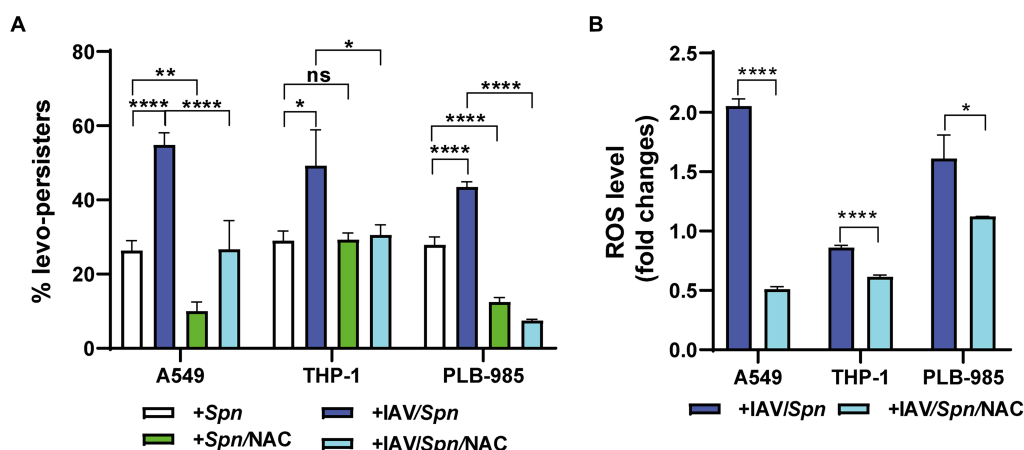 A
% levo-persisters
80
60
40
20
0
** **** ****
* ns *
**** **** ****
A549 THP-1 PLB-985
+Spn +IAV/Spn
+Spn/NAC +IAV/Spn/NAC
B
ROS level
(fold changes)
2.5
2.0
1.5
1.0
0.5
0.0
**** **** *
A549 THP-1 PLB-985
+IAV/Spn +IAV/Spn/NAC